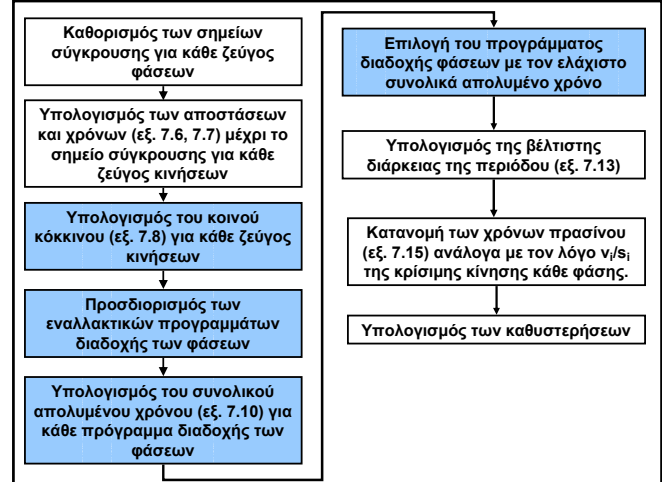 Καθορισμός των σημείων
σύγκρουσης για κάθε ζεύγος
φάσεων
Υπολογισμός των αποστάσεων
και χρόνων (εξ. 7.6, 7.7) μέχρι το
σημείο σύγκρουσης για κάθε
ζεύγος κινήσεων
Υπολογισμός του κοινού
κόκκινου (εξ. 7.8) για κάθε ζεύγος
κινήσεων
Προσδιορισμός των
εναλλακτικών προγραμμάτων
διαδοχής των φάσεων
Υπολογισμός του συνολικού
απολυμένου χρόνου (εξ. 7.10) για
κάθε πρόγραμμα διαδοχής των
φάσεων
Επιλογή του προγράμματος
διαδοχής φάσεων με τον ελάχιστο
συνολικά απολυμένο χρόνο
Υπολογισμός της βέλτιστης
διάρκειας της περιόδου (εξ. 7.13)
Κατανομή των χρόνων πρασίνου
(εξ. 7.15) ανάλογα με τον λόγο vi/si
της κρίσιμης κίνησης κάθε φάσης.
Υπολογισμός των καθυστερήσεων